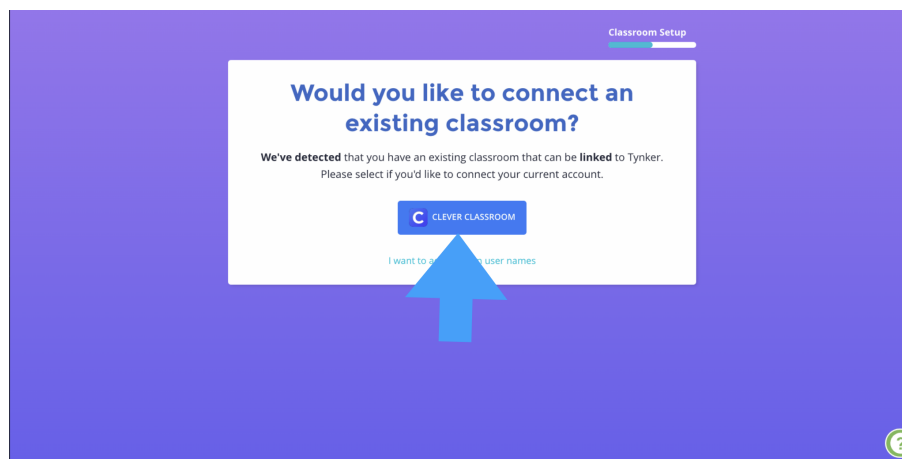 Classroom Setup
Would you like to connect an
existing classroom?
We've detected that you have an existing classroom that can be linked to Tynker.
Please select if you'd like to connect your current account.
C CLEVER CLASSROOM
I want to user names
?